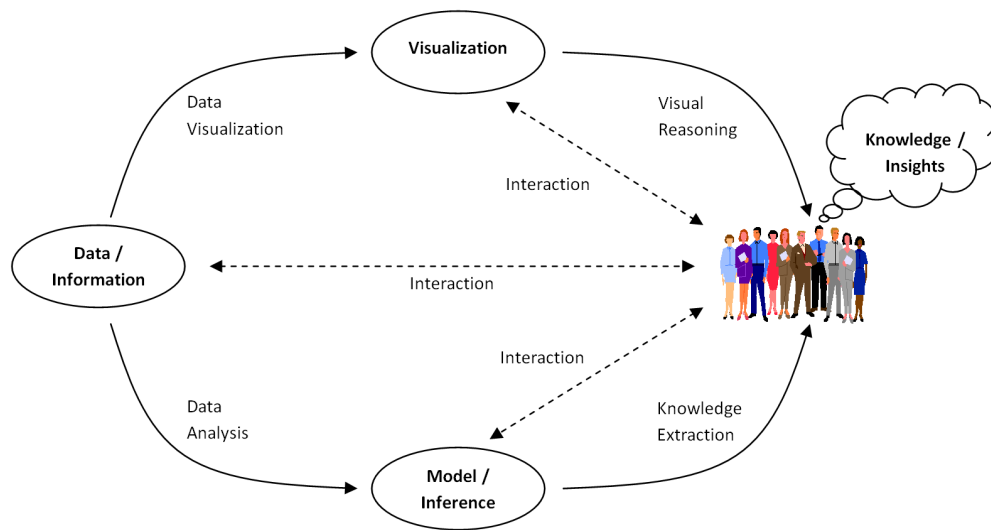 Visualization
Data
Visualization
Visual
Reasoning
Knowledge /
Insights
Interaction
Data /
Information
Interaction
Interaction
Data
Analysis
Knowledge
Extraction
Model /
Inference